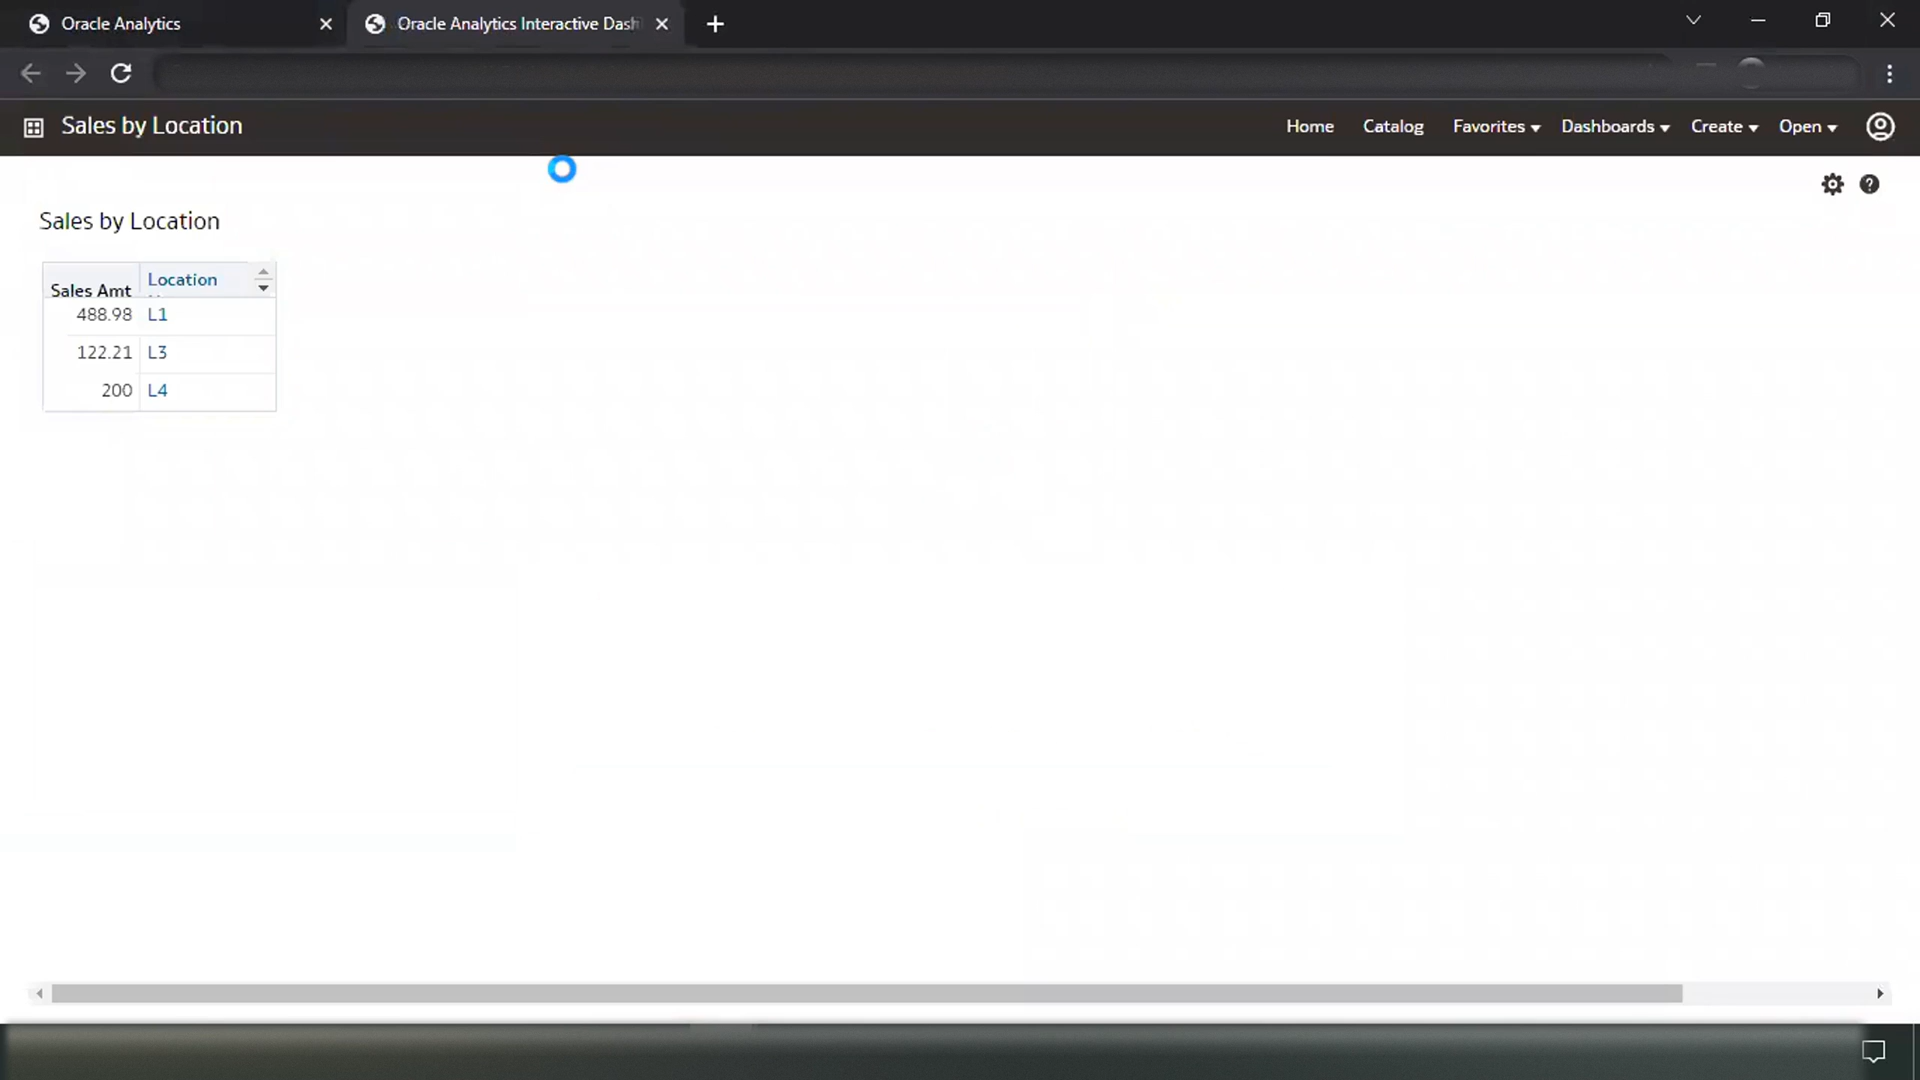 Oracle Analytics
Oracle Analytics Interactive Dash
Sales by Location
Home Catalog Favorites Dashboards Create Open
Sales by Location
Sales Amt Location
488.98 L1
122.21 L3
200 L4